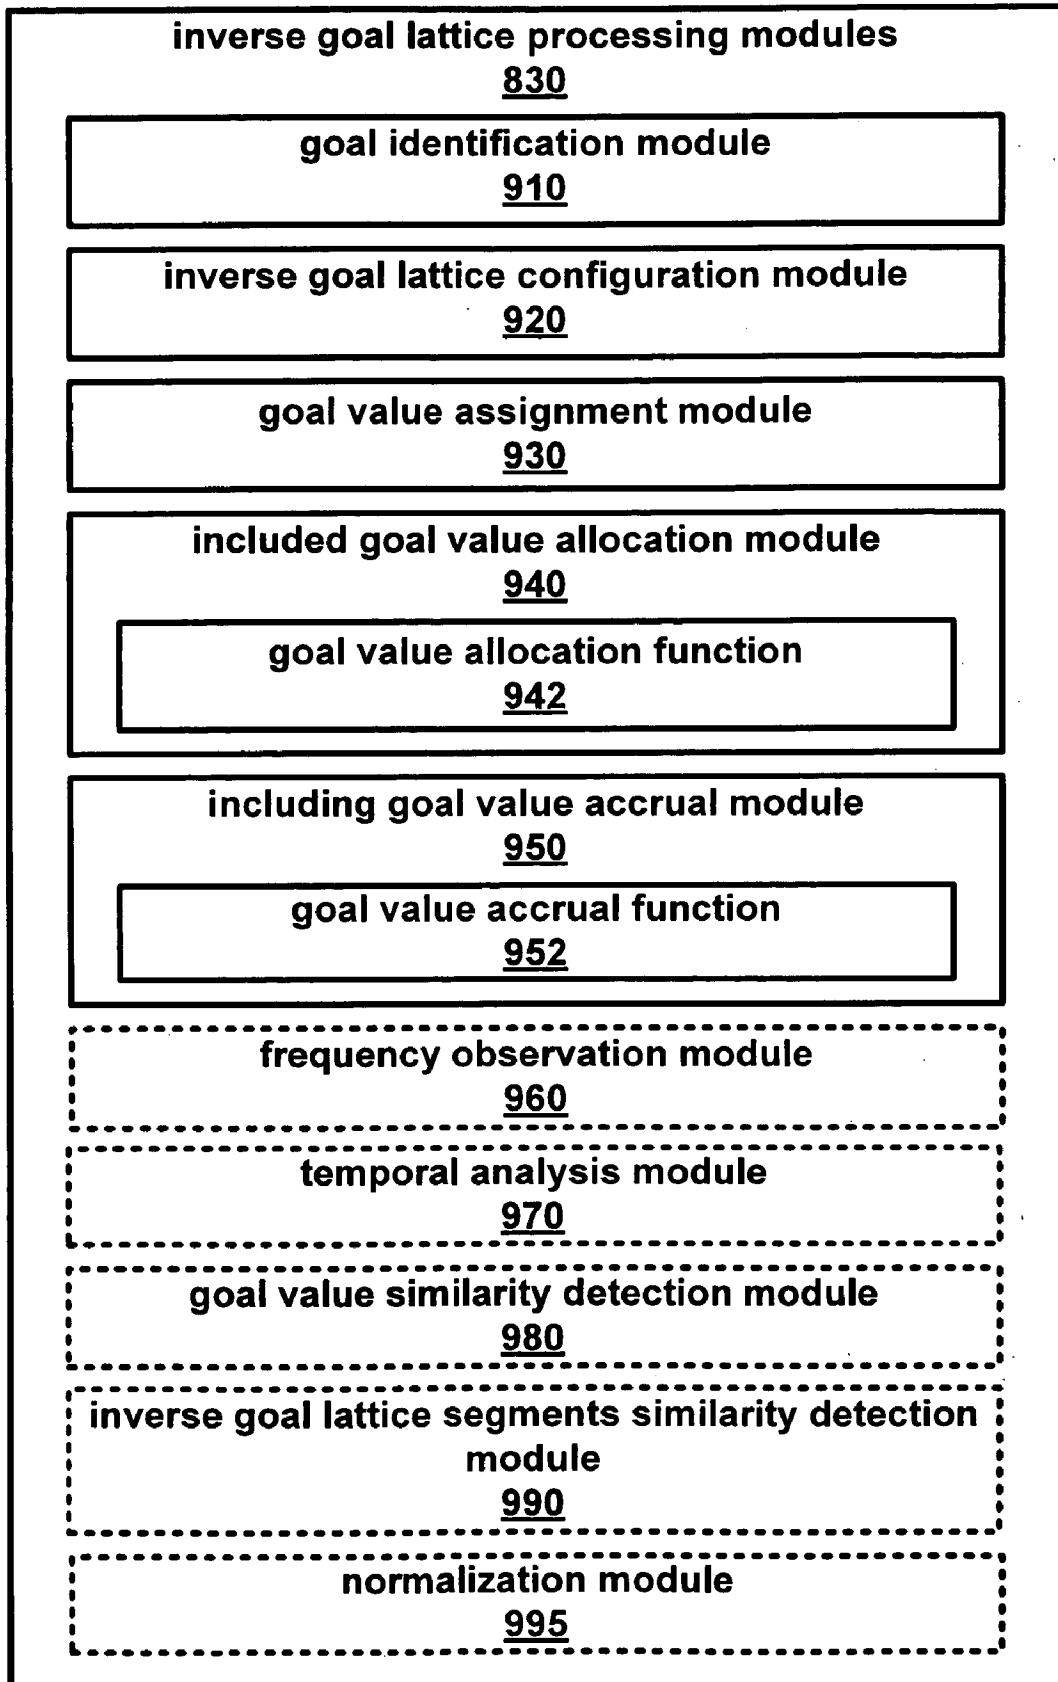 inverse goal lattice processing modules
830
goal identification module
910
inverse goal lattice configuration module
920
goal value assignment module
930
included goal value allocation module
940
goal value allocation function
942
including goal value accrual module
950
goal value accrual function
952
frequency observation module
960
temporal analysis module
970
goal value similarity detection module
980
inverse goal lattice segments similarity detection
module
990
normalization module
995